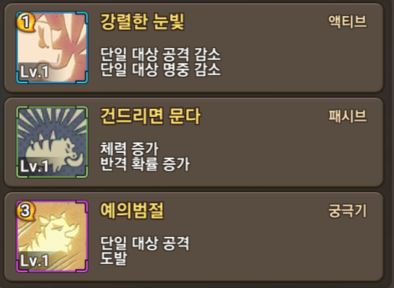 1
강렬한 눈빛
액티브
단일 대상 공격 감소
단일 대상 명중 감소
Lv.1
건드리면 문다
패시브
체력 증가
반격 확률 증가
Lv.1
3
예의범절
궁극기
단일 대상 공격
도발
Lv.1